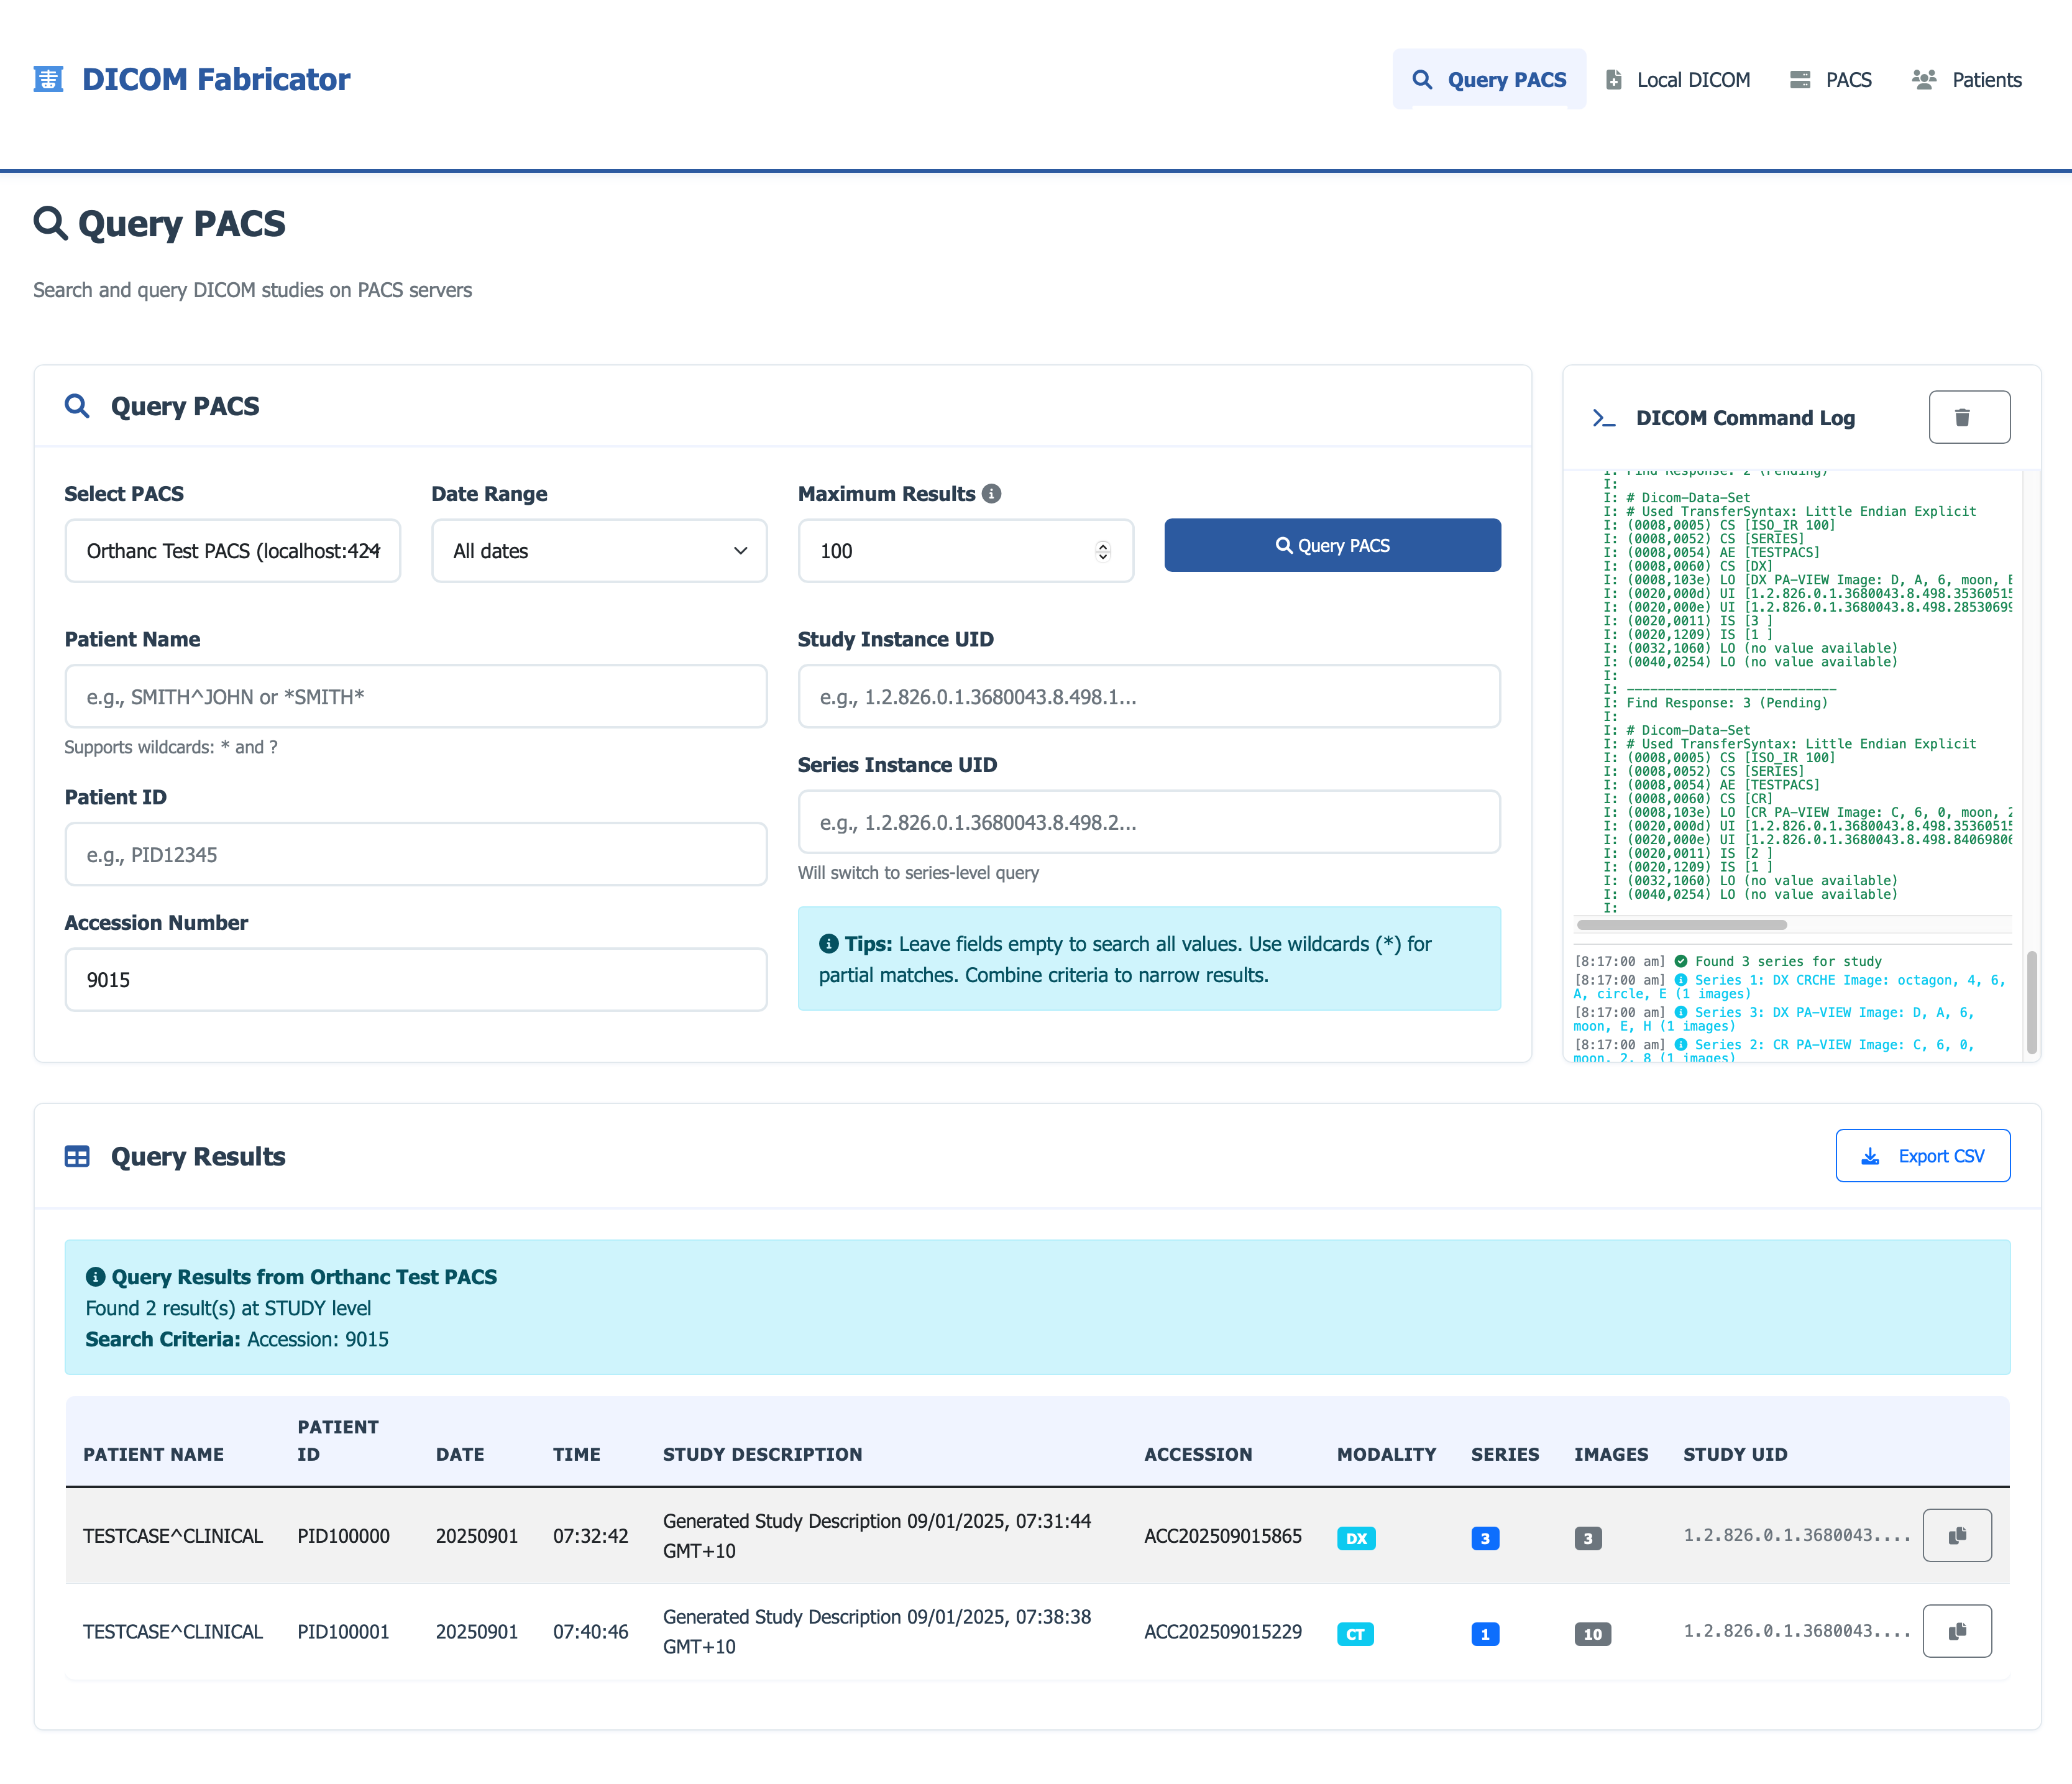 DICOM Fabricator
Query PACS
Local DICOM
PACS
Patients
Query PACS
Search and query DICOM studies on PACS servers
Query PACS
Select PACS
Date Range
Maximum Results
Orthanc Test PACS (localhost:424
All dates
100
Query PACS
Patient Name
Study Instance UID
e.g., SMITH^JOHN or *SMITH*
e.g., 1.2.826.0.1.3680043.8.498.1...
Supports wildcards: * and ?
Series Instance UID
Patient ID
e.g., 1.2.826.0.1.3680043.8.498.2...
e.g., PID12345
Will switch to series-level query
Accession Number
9015
Tips: Leave fields empty to search all values. Use wildcards (*) for
partial matches. Combine criteria to narrow results.
DICOM Command Log
I: Find Response: 2 (Pending)
I:
I: # Dicom-Data-Set
I: # Used TransferSyntax: Little Endian Explicit
I: (0008,0005) CS [ISO_IR 100]
I: (0008,0052) CS [SERIES]
I: (0008,0054) AE [TESTPACS]
I: (0008,0060) CS [DX]
I: (0008,103e) LO [DX PA-VIEW Image: D, A, 6, moon, E
I: (0020,000d) UI [1.2.826.0.1.3680043.8.498.35360515
I: (0020,000e) UI [1.2.826.0.1.3680043.8.498.28530699
I: (0020,0011) IS [3 ]
I: (0020,1209) IS [1 ]
I: (0032,1060) LO (no value available)
I: (0040,0254) LO (no value available)
I:
I: ---------------------------
I: Find Response: 3 (Pending)
I:
I: # Dicom-Data-Set
I: # Used TransferSyntax: Little Endian Explicit
I: (0008,0005) CS [ISO_IR 100]
I: (0008,0052) CS [SERIES]
I: (0008,0054) AE [TESTPACS]
I: (0008,0060) CS [CR]
I: (0008,103e) LO [CR PA-VIEW Image: C, 6, 0, moon, 2
I: (0020,000d) UI [1.2.826.0.1.3680043.8.498.35360515
I: (0020,000e) UI [1.2.826.0.1.3680043.8.498.84069806
I: (0020,0011) IS [2 ]
I: (0020,1209) IS [1 ]
I: (0032,1060) LO (no value available)
I: (0040,0254) LO (no value available)
I:
[8:17:00 am] Found 3 series for study
[8:17:00 am] Series 1: DX CRCHE Image: octagon, 4, 6,
A, circle, E (1 images)
[8:17:00 am] Series 3: DX PA-VIEW Image: D, A, 6,
moon, E, H (1 images)
[8:17:00 am] Series 2: CR PA-VIEW Image: C, 6, 0,
moon, 2, 8 (1 images)
Query Results
Export CSV
Query Results from Orthanc Test PACS
Found 2 result(s) at STUDY level
Search Criteria: Accession: 9015
PATIENT NAME PATIENT ID DATE TIME STUDY DESCRIPTION ACCESSION MODALITY SERIES IMAGES STUDY UID
TESTCASE^CLINICAL PID100000 20250901 07:32:42 Generated Study Description 09/01/2025, 07:31:44 GMT+10 ACC202509015865 DX 3 3 1.2.826.0.1.3680043....
TESTCASE^CLINICAL PID100001 20250901 07:40:46 Generated Study Description 09/01/2025, 07:38:38 GMT+10 ACC202509015229 CT 1 10 1.2.826.0.1.3680043....